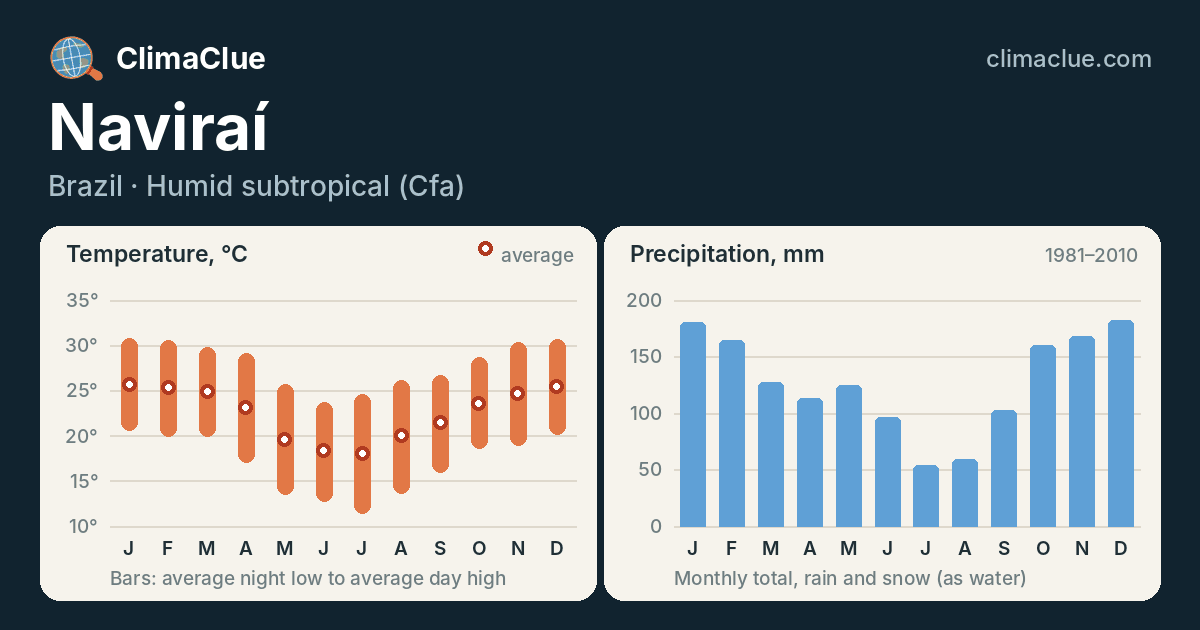 ClimaClue
climaclue.com
Naviraí
Brazil · Humid subtropical (Cfa)
Temperature, °C
average
35°
30°
25°
20°
15°
10°
J F M A M J J A S O N D
Bars: average night low to average day high
Precipitation, mm
1981–2010
200
150
100
50
0
J F M A M J J A S O N D
Monthly total, rain and snow (as water)